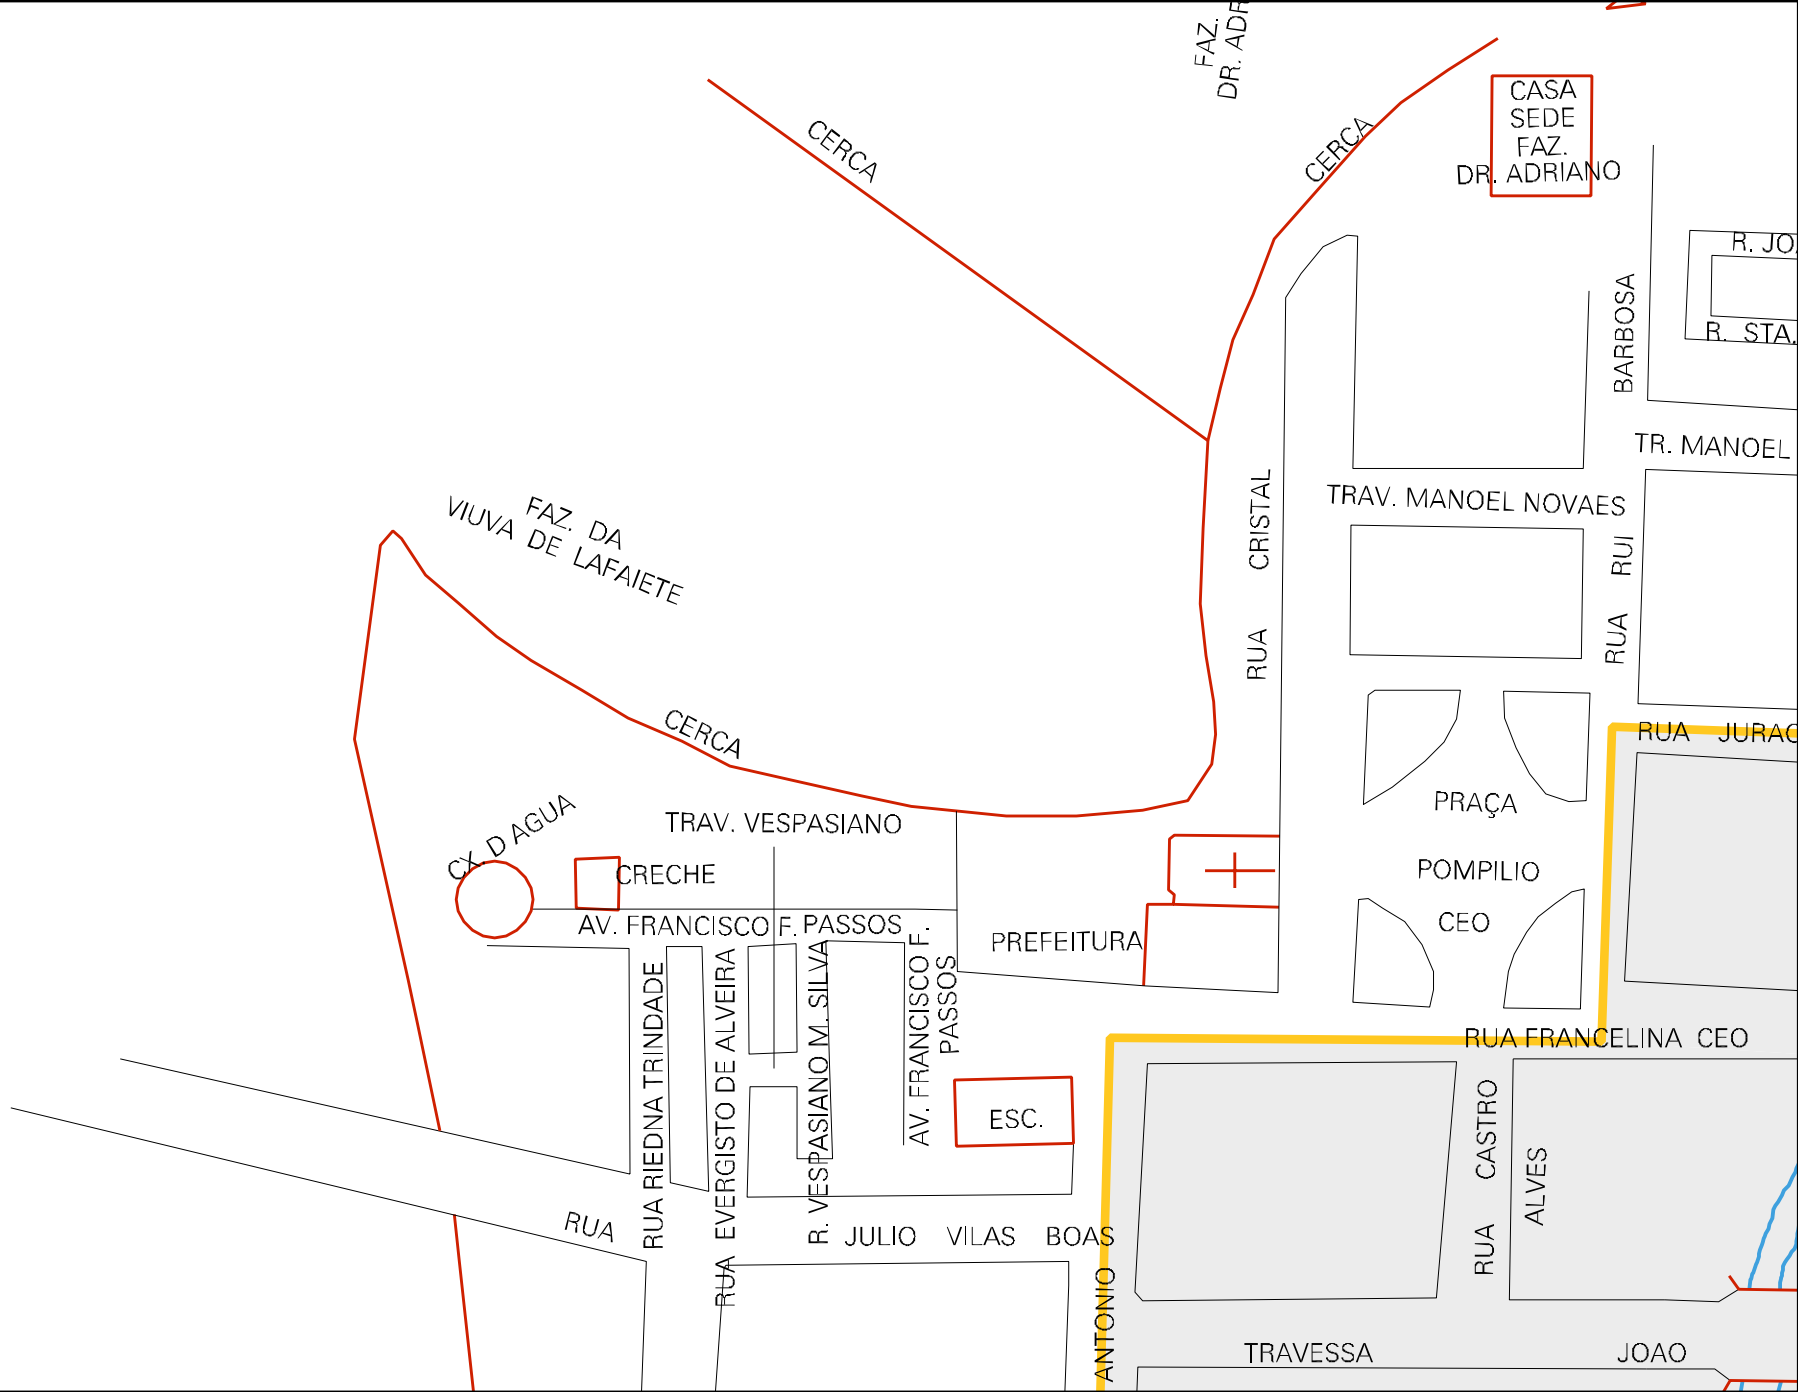 FAZ.
DR. ADR
CERCA
CERCA
CASA
SEDE
FAZ.
DR. ADRIANO
R. JO
R. STA.
RUA RUI BARBOSA
TR. MANOEL
TRAV. MANOEL NOVAES
RUA CRISTAL
FAZ. DA
VIUVA DE LAFAIETE
CERCA
RUA JURAC
PRAÇA
POMPILIO
CEO
CX. D AGUA
TRAV. VESPASIANO
CRECHE
AV. FRANCISCO F. PASSOS
PREFEITURA
RUA RIEDNA TRINDADE
RUA EVERGISTO DE ALVEIRA
R. VESPASIANO M. SILVA
AV. FRANCISCO F.
PASSOS
ESC.
RUA FRANCELINA CEO
RUA CASTRO
ALVES
RUA JULIO VILAS BOAS
ANTONIO
TRAVESSA JOAO